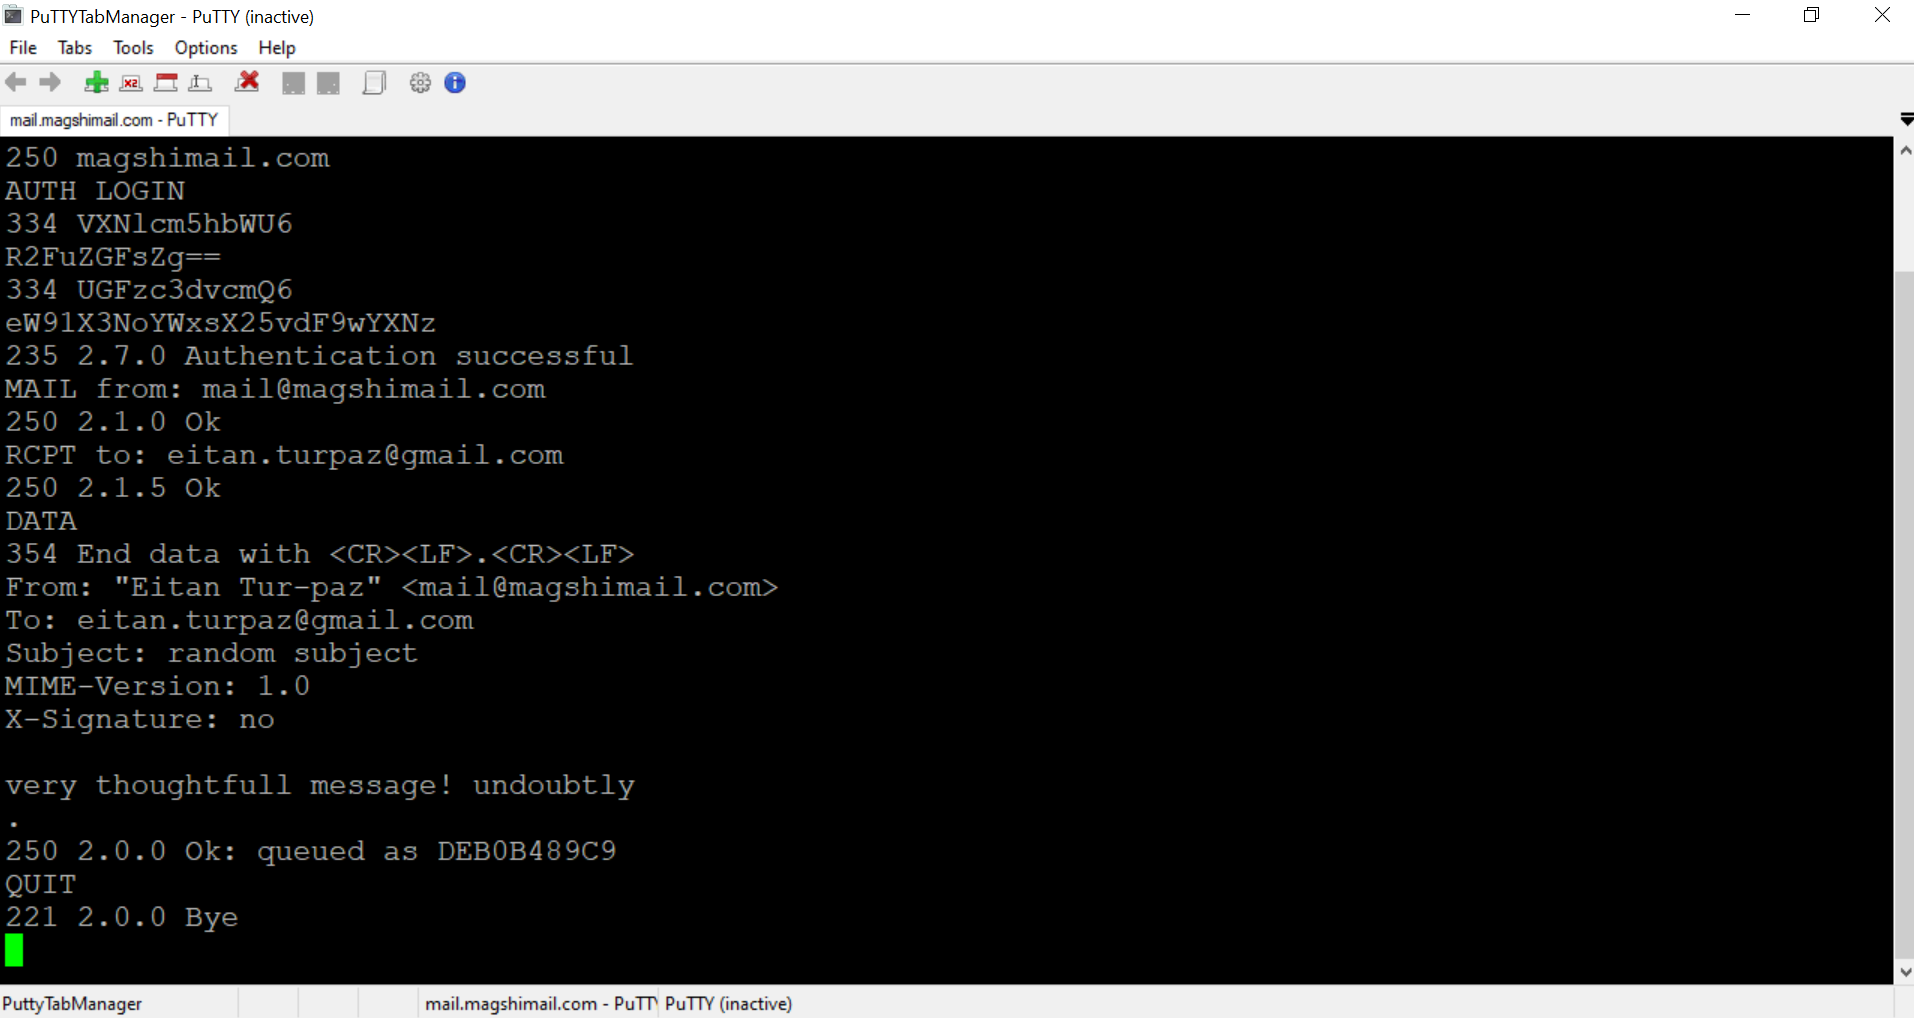 PuTTYTabManager - PuTTY (inactive)
File Tabs Tools Options Help
mail.magshimail.com - PuTTY
250 magshimail.com
AUTH LOGIN
334 VXNlcm5hbWU6
R2FuZGFsZg==
334 UGFzc3dvcmQ6
eW91X3NoYWxsX25vdF9wYXNz
235 2.7.0 Authentication successful
MAIL from: mail@magshimail.com
250 2.1.0 Ok
RCPT to: eitan.turpaz@gmail.com
250 2.1.5 Ok
DATA
354 End data with <CR><LF>.<CR><LF>
From: "Eitan Tur-paz" <mail@magshimail.com>
To: eitan.turpaz@gmail.com
Subject: random subject
MIME-Version: 1.0
X-Signature: no
very thoughtfull message! undoubtly
.
250 2.0.0 Ok: queued as DEB0B489C9
QUIT
221 2.0.0 Bye
PuttyTabManager mail.magshimail.com - PuTTY PuTTY (inactive)